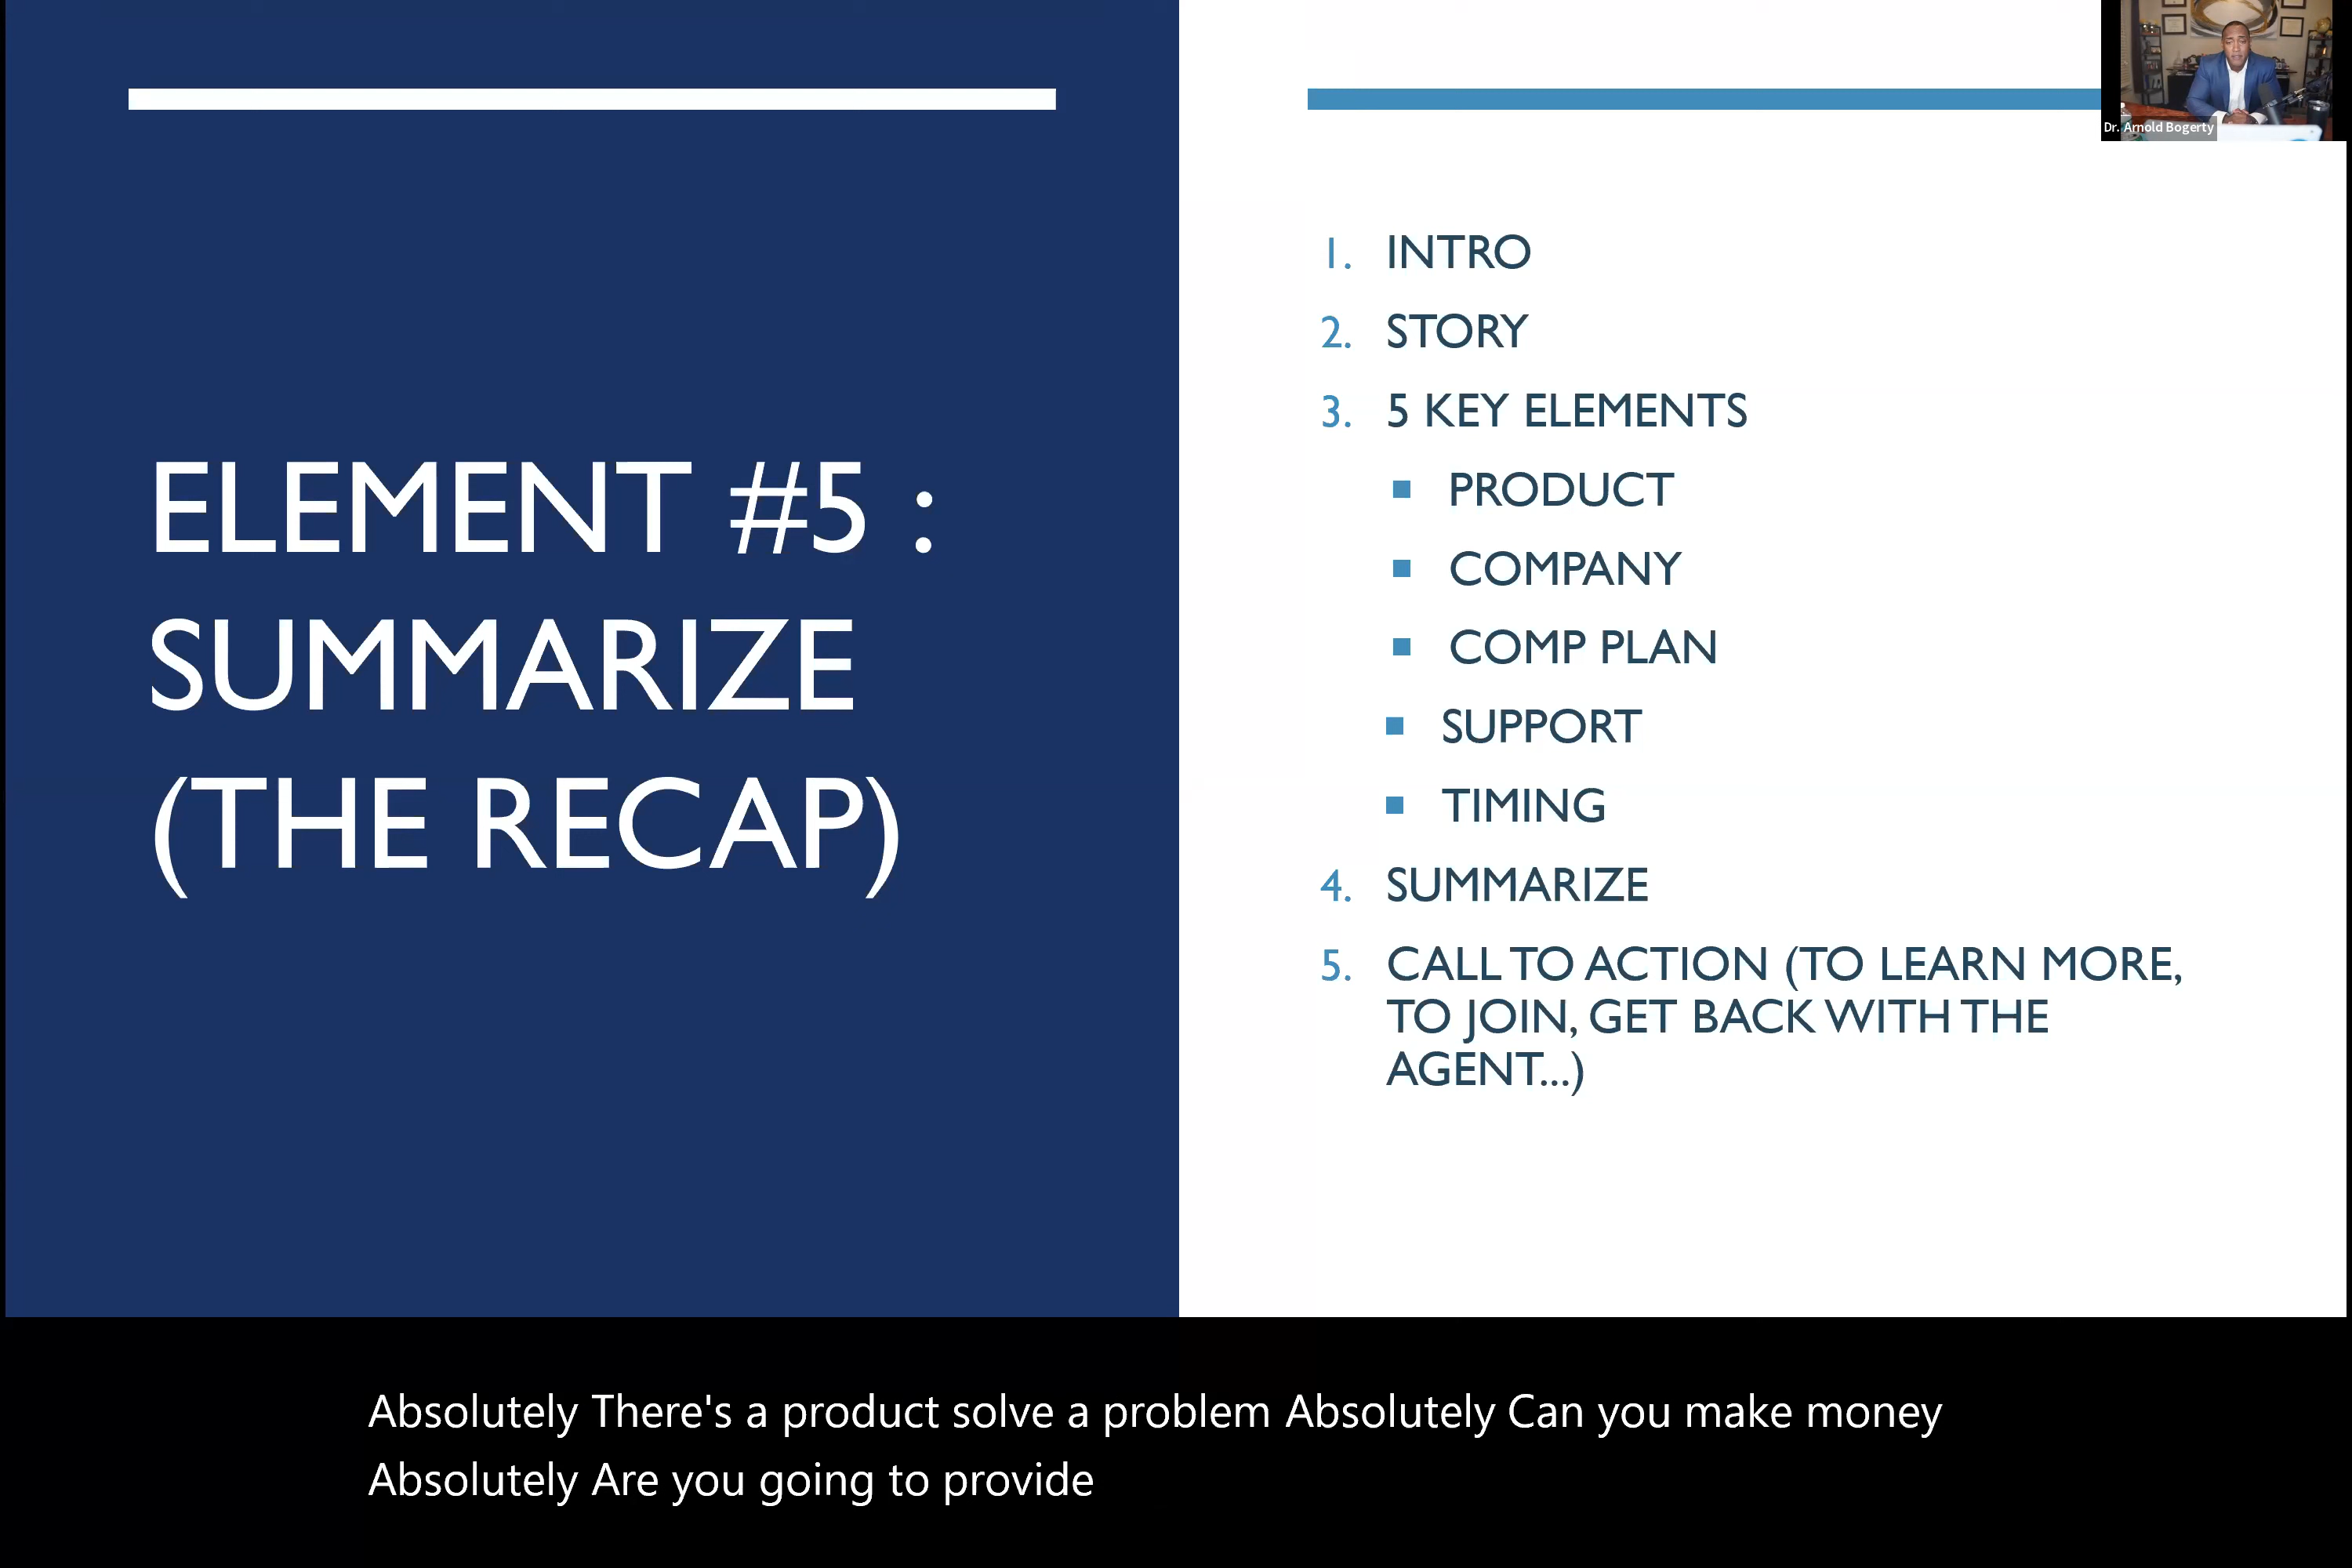 ELEMENT #5 :
SUMMARIZE
(THE RECAP)
Dr. Arnold Bogerty
1. INTRO
2. STORY
3. 5 KEY ELEMENTS
■ PRODUCT
■ COMPANY
■ COMP PLAN
■ SUPPORT
■ TIMING
4. SUMMARIZE
5. CALL TO ACTION (TO LEARN MORE,
TO JOIN, GET BACK WITH THE
AGENT...)
Absolutely There's a product solve a problem Absolutely Can you make money
Absolutely Are you going to provide